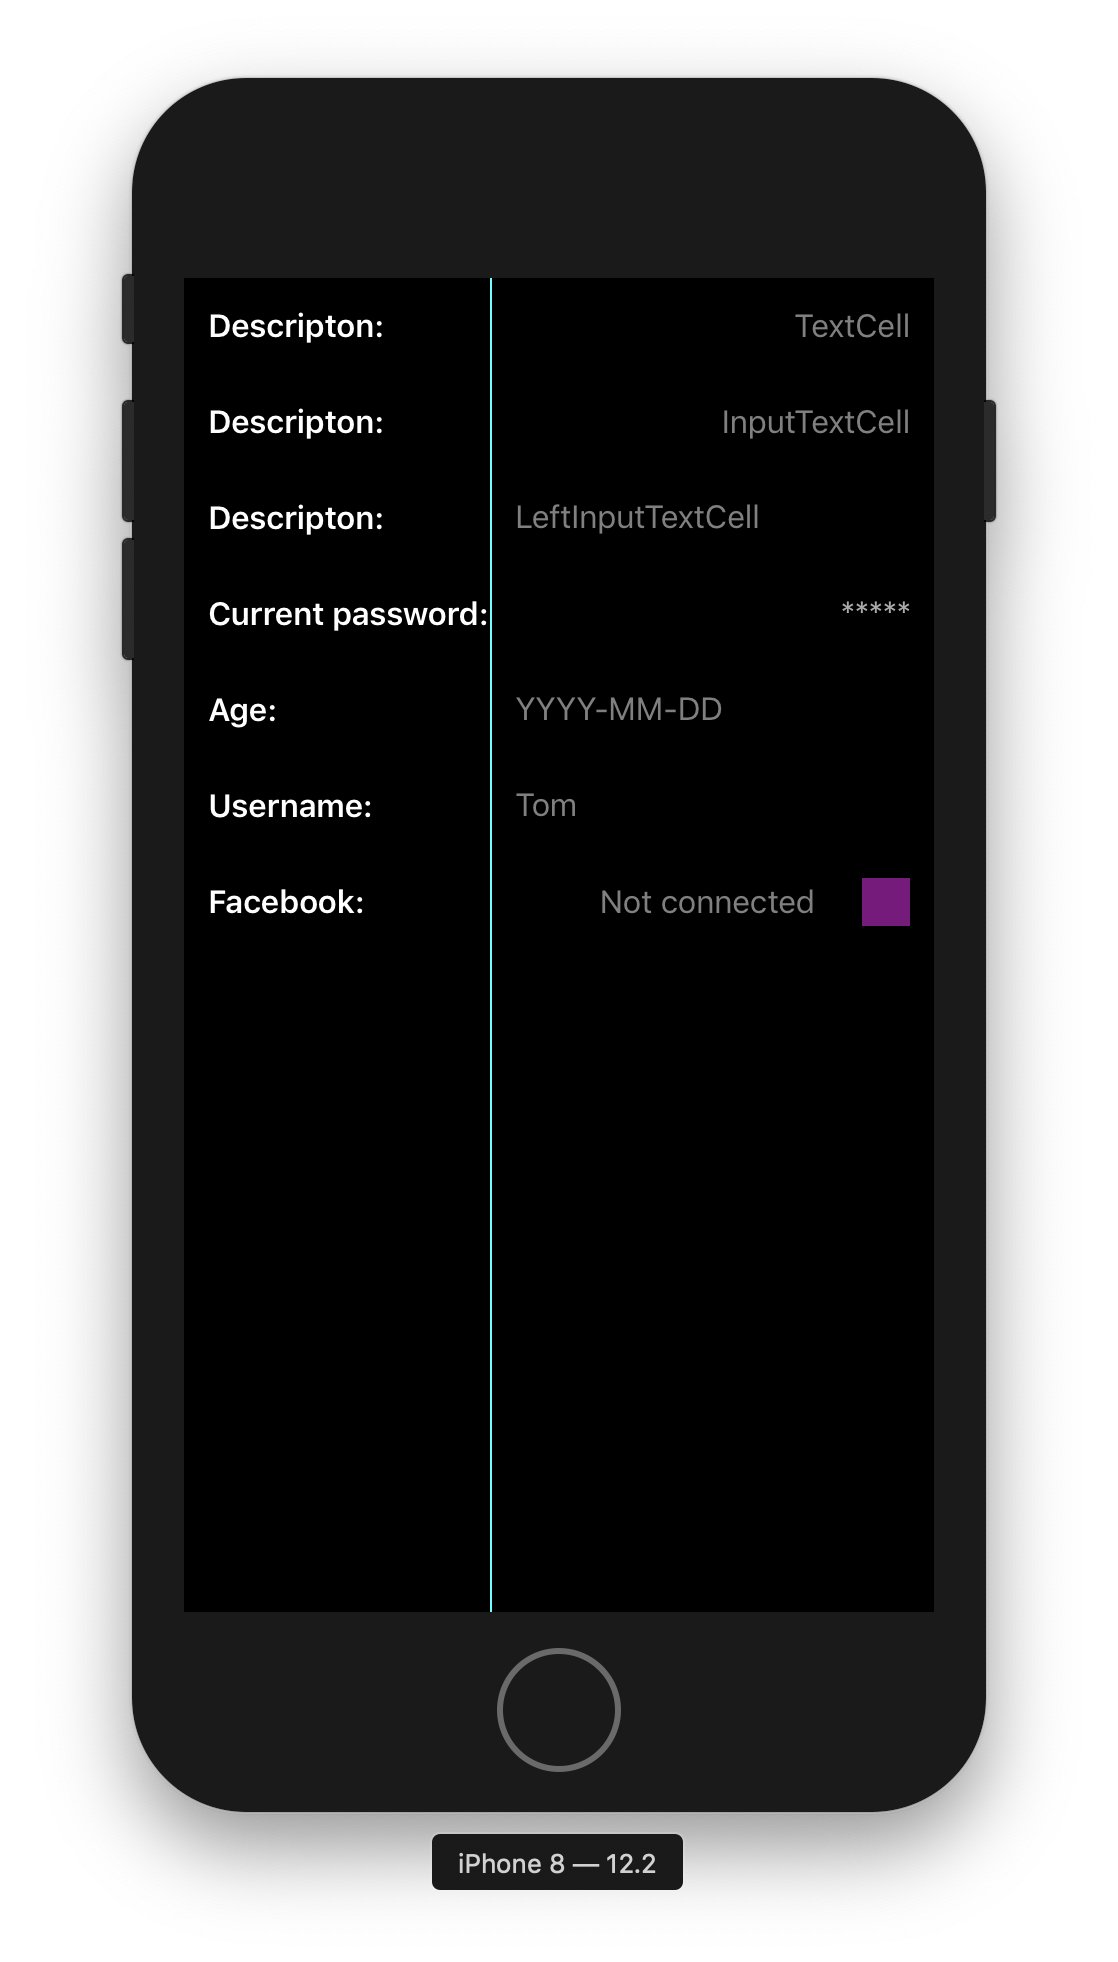 Descripton: TextCell
Descripton: InputTextCell
Descripton: LeftInputTextCell
Current password: *****
Age: YYYY-MM-DD
Username: Tom
Facebook: Not connected
iPhone 8 — 12.2